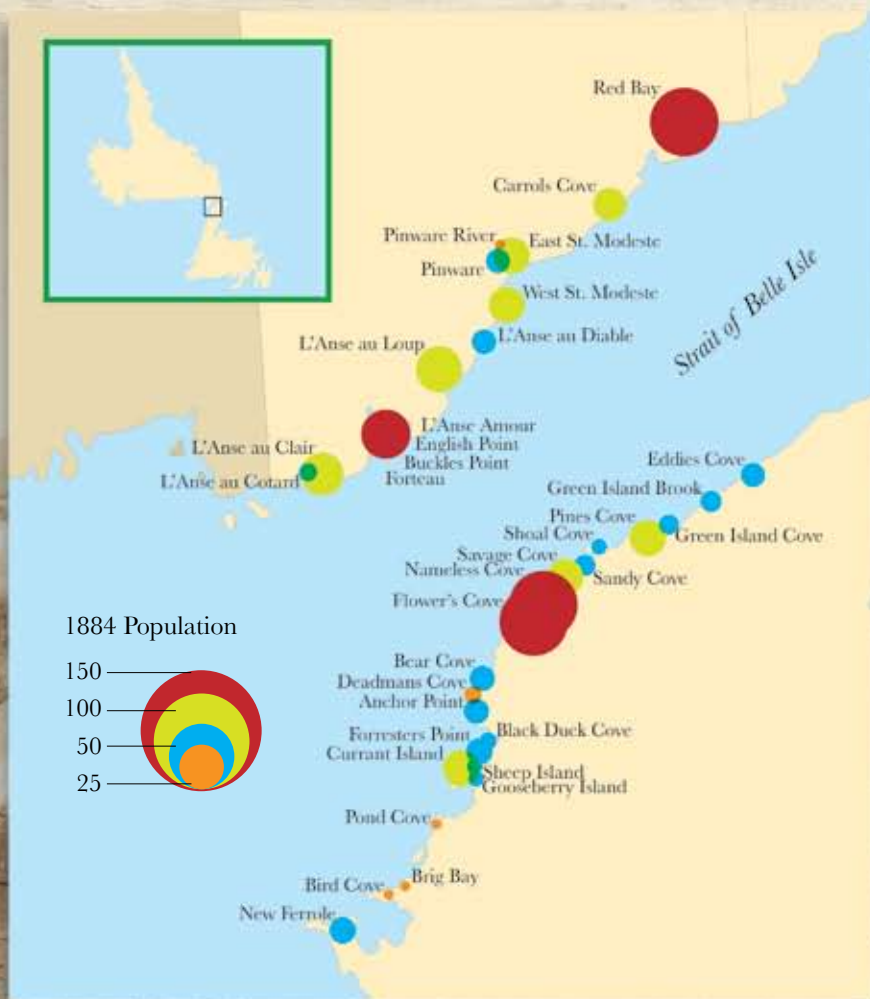 Red Bay
Carrols Cove
Pinware River
East St. Modeste
Pinware
West St. Modeste
Strait of Belle Isle
L'Anse au Diable
L'Anse au Loup
L'Anse Amour
English Point
Buckles Point
Forteau
L'Anse au Clair
L'Anse au Cotard
Eddies Cove
Green Island Brook
Pines Cove
Green Island Cove
Shoal Cove
Savage Cove
Nameless Cove
Sandy Cove
Flower's Cove
1884 Population
150
100
50
25
Bear Cove
Deadmans Cove
Anchor Point
Forresters Point
Black Duck Cove
Currant Island
Sheep Island
Gooseberry Island
Pond Cove
Brig Bay
Bird Cove
New Ferrole